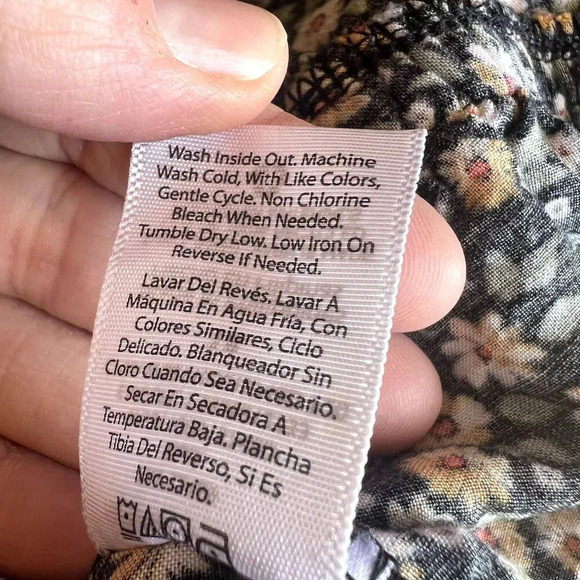 Wash Inside Out. Machine
Wash Cold, With Like Colors,
Gentle Cycle. Non Chlorine
Bleach When Needed.
Tumble Dry Low. Low Iron On
Reverse If Needed.
Lavar Del Revés. Lavar A
Máquina En Agua Fría, Con
Colores Similares, Ciclo
Delicado. Blanqueador Sin
Cloro Cuando Sea Necesario.
Secar En Secadora A
Temperatura Baja. Plancha
Tibia Del Reverso, Si Es
Necesario.